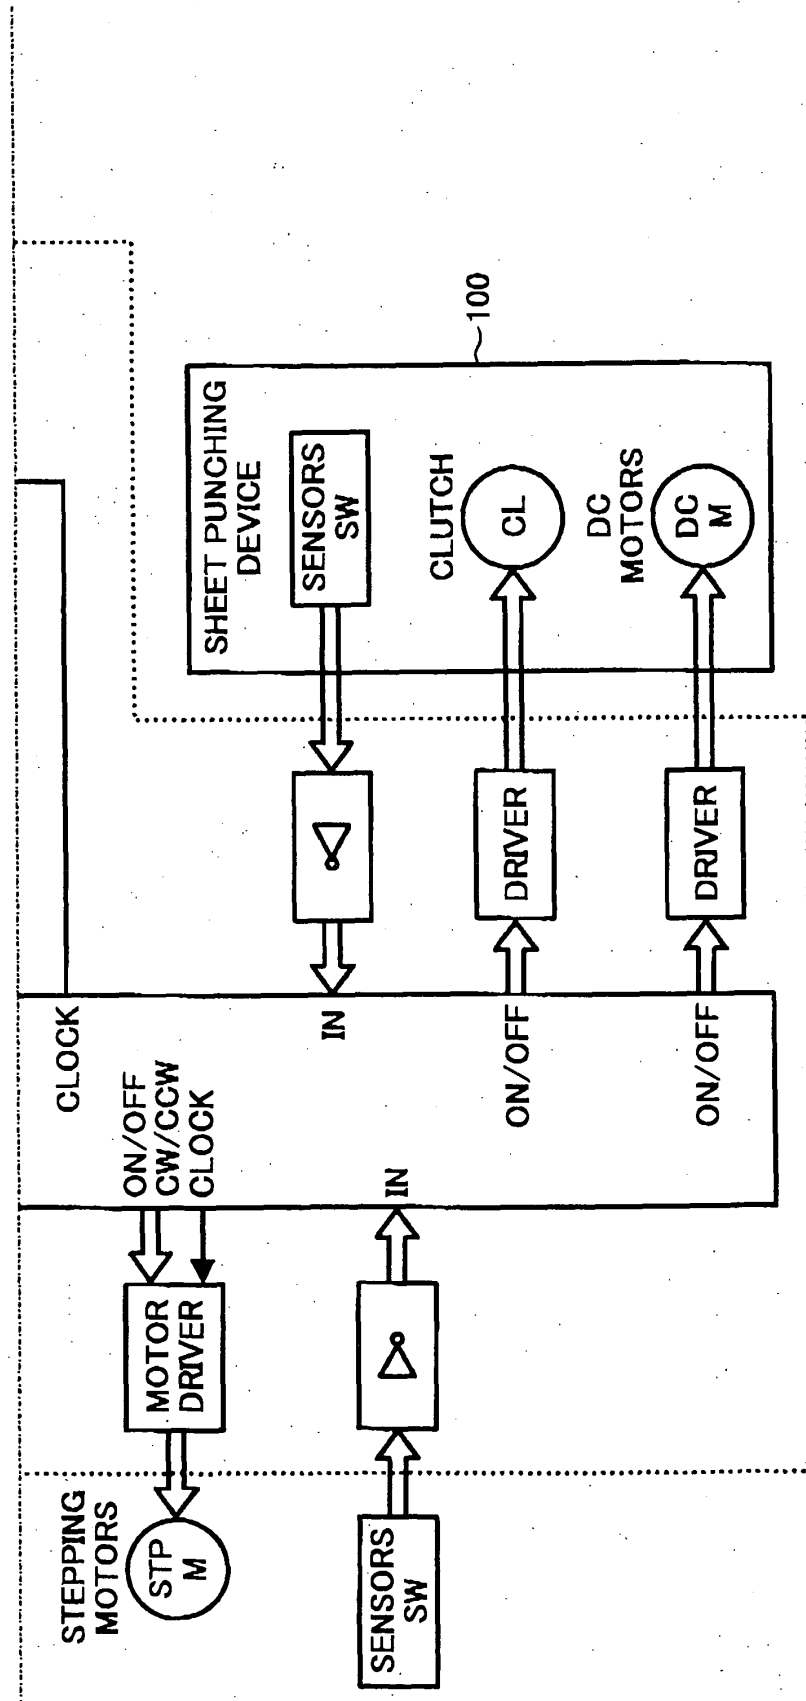 STEPPING
MOTORS
STP
M
MOTOR
DRIVER
ON/OFF
CW/CCW
CLOCK
CLOCK
SENSORS
SW
IN
IN
ON/OFF
ON/OFF
DRIVER
DRIVER
SHEET PUNCHING
DEVICE
SENSORS
SW
CLUTCH
CL
DC
MOTORS
DC
M
100